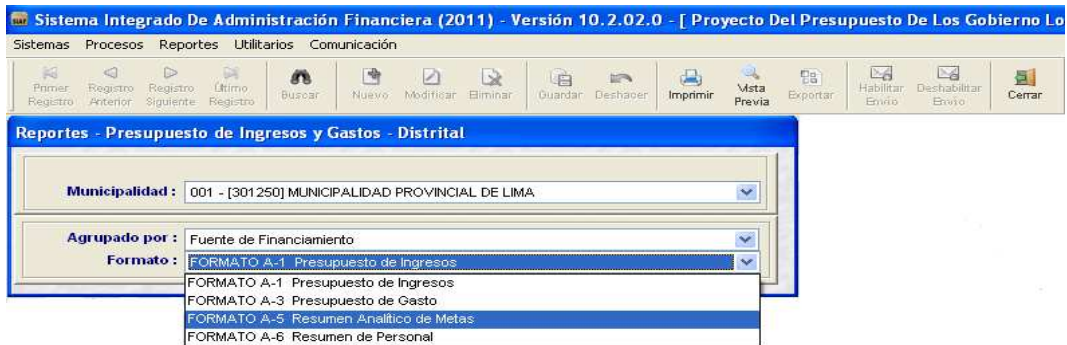 Sistema Integrado De Administración Financiera (2011) - Versión 10.2.02.0 - [ Proyecto Del Presupuesto De Los Gobierno Lo
Sistemas Procesos Reportes Utilitarios Comunicación
Primer Registro Registro Anterior Registro Siguiente Último Registro Buscar Nuevo Modificar Eliminar Guardar Deshacer Imprimir Vista Previa Exportar Habilitar Envio Deshabilitar Envio Cerrar
Reportes - Presupuesto de Ingresos y Gastos - Distrital
Municipalidad : 001 - [301250] MUNICIPALIDAD PROVINCIAL DE LIMA
Agrupado por : Fuente de Financiamiento
Formato : FORMATO A-1 Presupuesto de Ingresos
FORMATO A-1 Presupuesto de Ingresos
FORMATO A-3 Presupuesto de Gasto
FORMATO A-5 Resumen Analítico de Metas
FORMATO A-6 Resumen de Personal